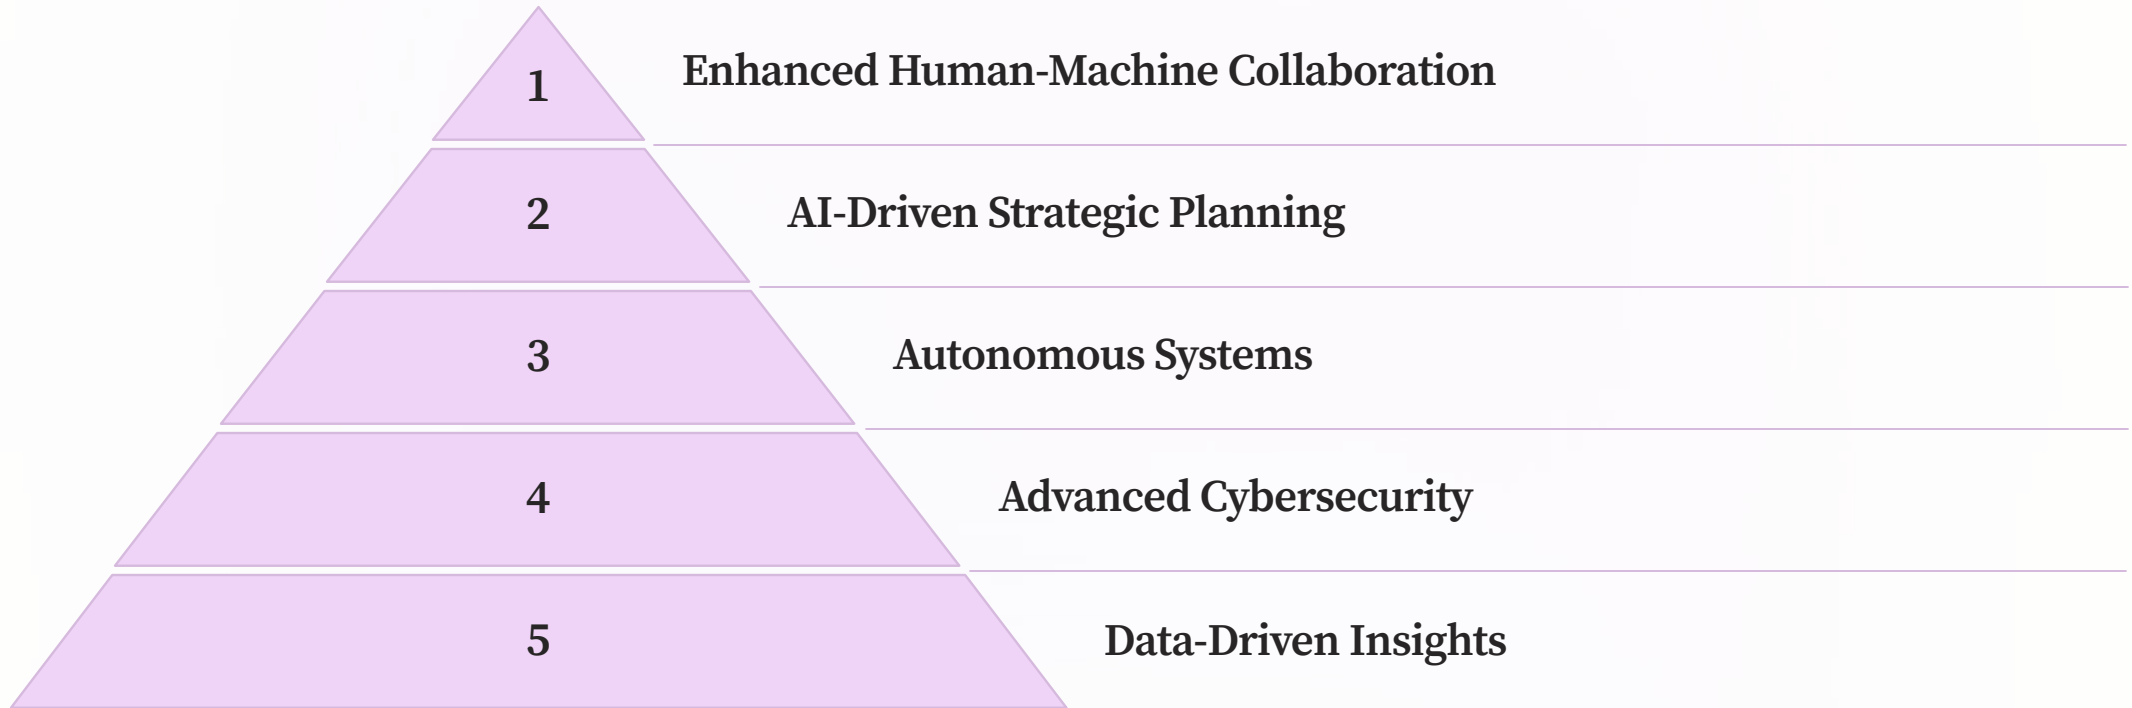 1
Enhanced Human-Machine Collaboration
2
AI-Driven Strategic Planning
3
Autonomous Systems
4
Advanced Cybersecurity
5
Data-Driven Insights